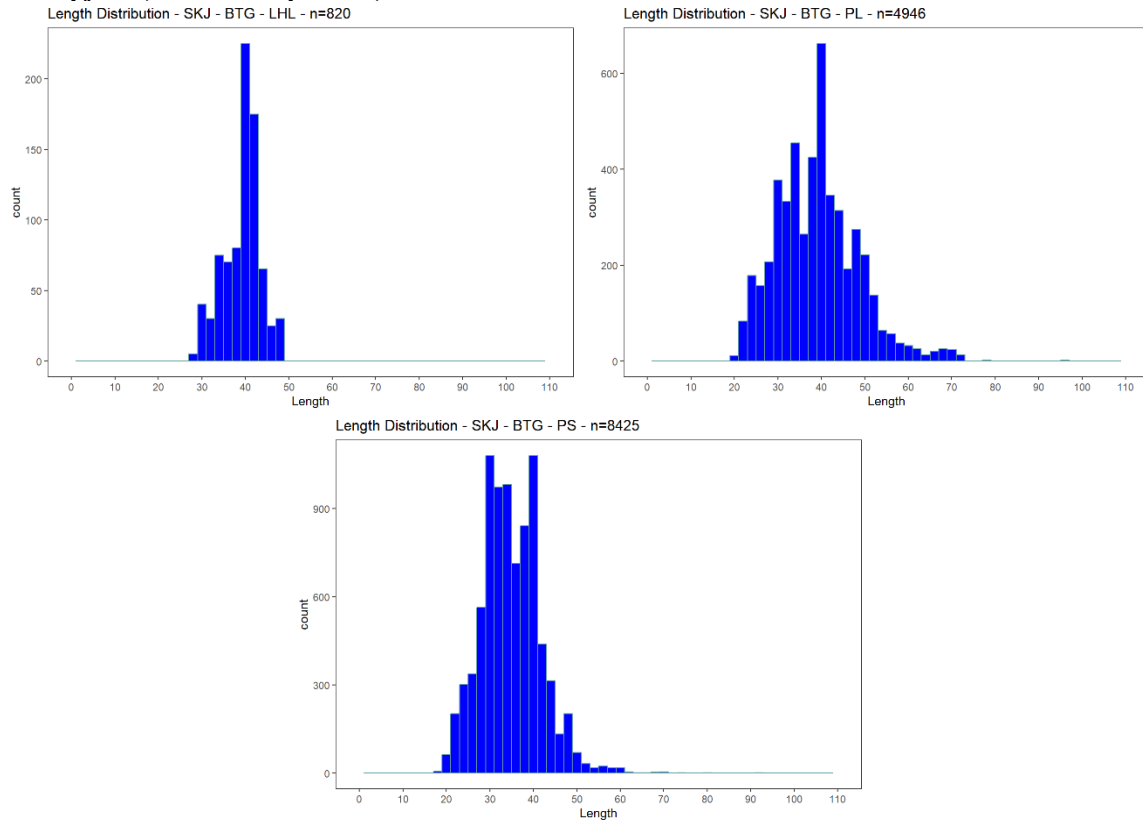 Length Distribution - SKJ - BTG - LHL - n=820
200
150
100
50
0
count
0 10 20 30 40 50 60 70 80 90 100 110
Length
Length Distribution - SKJ - BTG - PL - n=4946
600
400
200
0
count
0 10 20 30 40 50 60 70 80 90 100 110
Length
Length Distribution - SKJ - BTG - PS - n=8425
900
600
300
0
count
0 10 20 30 40 50 60 70 80 90 100 110
Length